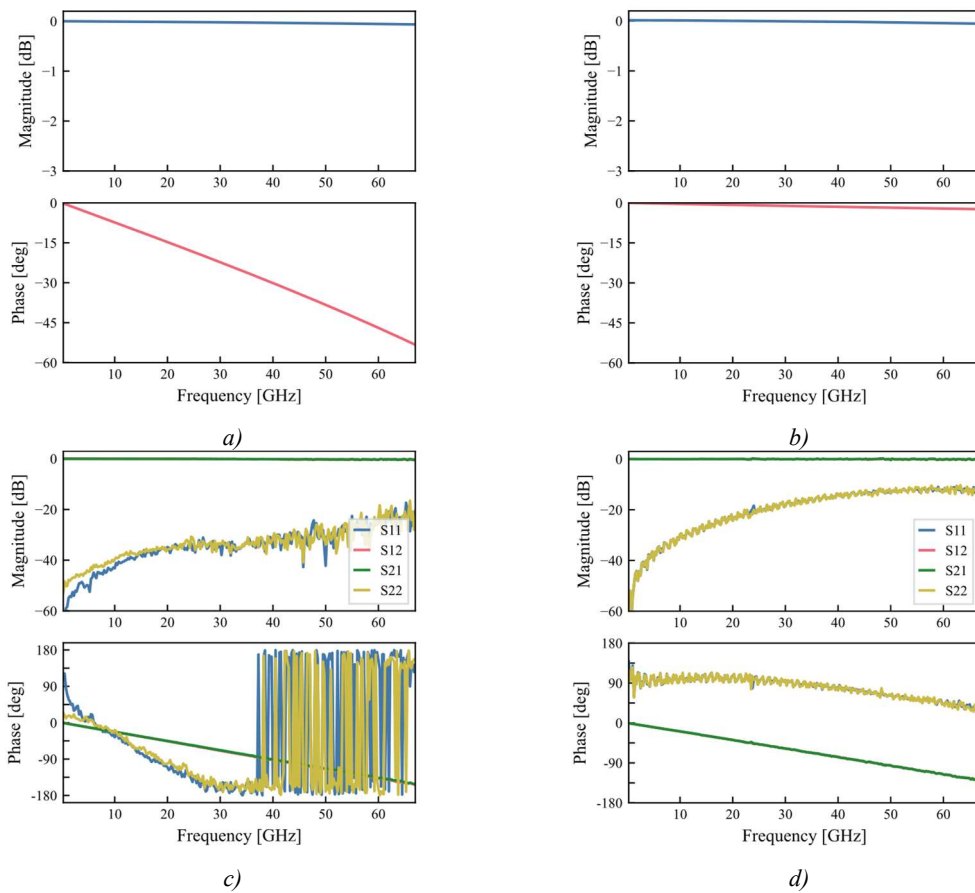 0
−1
−2
−3
Magnitude [dB]
10 20 30 40 50 60
0
−15
−30
−45
−60
Phase [deg]
10 20 30 40 50 60
Frequency [GHz]
a)
0
−1
−2
−3
Magnitude [dB]
10 20 30 40 50 60
0
−15
−30
−45
−60
Phase [deg]
10 20 30 40 50 60
Frequency [GHz]
b)
0
−20
−40
−60
Magnitude [dB]
S11
S12
S21
S22
10 20 30 40 50 60
180
90
0
-90
-180
Phase [deg]
10 20 30 40 50 60
Frequency [GHz]
c)
0
−20
−40
−60
Magnitude [dB]
S11
S12
S21
S22
10 20 30 40 50 60
180
90
0
-90
-180
Phase [deg]
10 20 30 40 50 60
Frequency [GHz]
d)